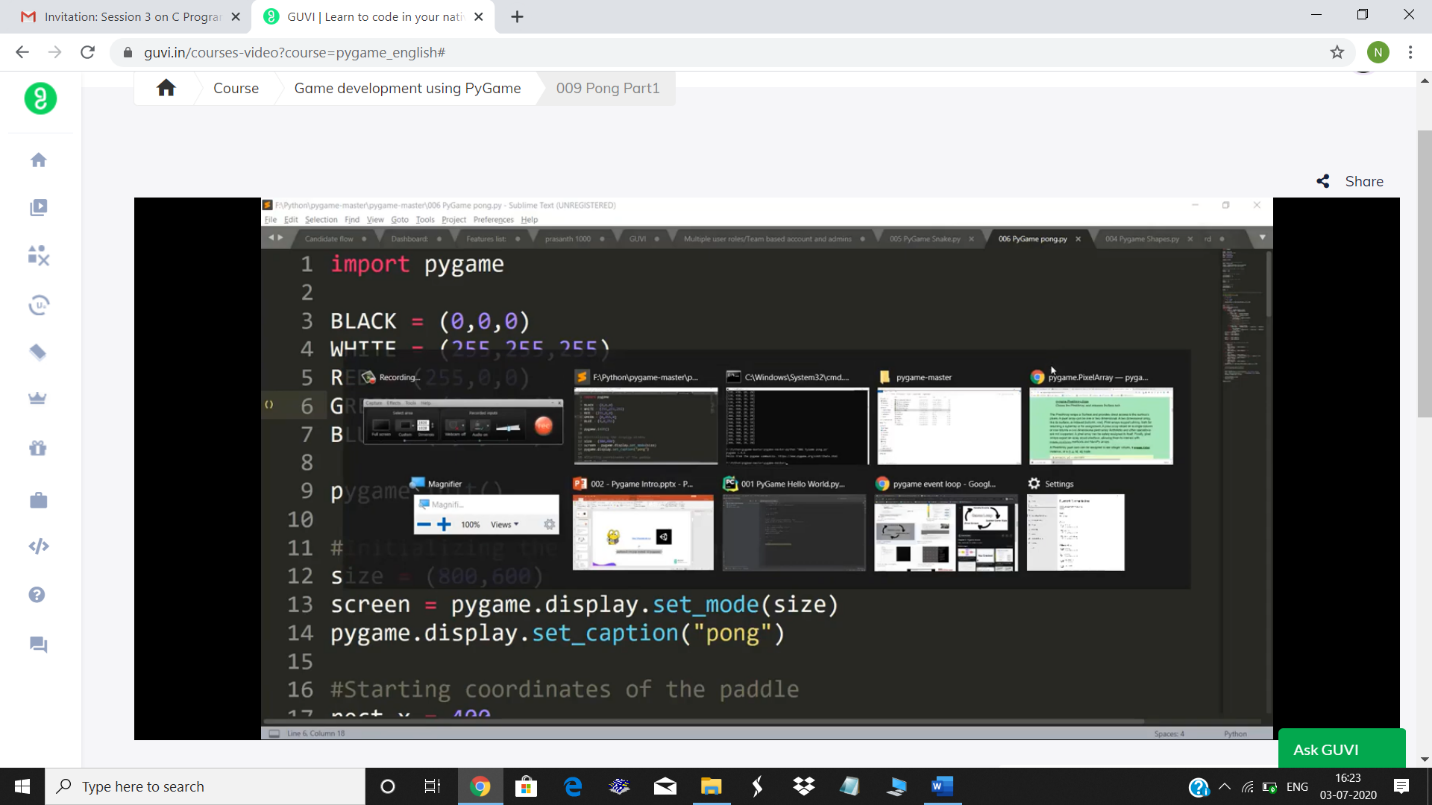 Invitation: Session 3 on C Progra
GUVI | Learn to code in your nati
guvi.in/courses-video?course=pygame_english#
N
Course
Game development using PyGame
009 Pong Part1
Share
F:\Python\pygame-master\pygame-master\006 PyGame pong.py - Sublime Text (UNREGISTERED)
File Edit Selection Find View Goto Tools Project Preferences Help
Candidate flow
Dashboard:
Features list:
prasanth 1000
GUVI
Multiple user roles/Team based account and admins
005 PyGame Snake.py
006 PyGame pong.py
004 Pygame Shapes.py
rd
1 import pygame
2
3 BLACK = (0,0,0)
4 WHITE = (255,255,255)
5 RED = (255,0,0)
6 G
7 BL
8
9 pygame.init()
10
11 #Initializing the
12 size = (800,600)
13 screen = pygame.display.set_mode(size)
14 pygame.display.set_caption("pong")
15
16 #Starting coordinates of the paddle
17 rect_x = 400
Recording...
F:\Python\pygame-master\p...
C:\Windows\System32\cmd....
pygame-master
pygame.PixelArray — pyga...
Magnifier
Magnifi...
100% Views
002 - Pygame Intro.pptx - P...
001 PyGame Hello World.py...
pygame event loop - Googl...
Settings
Line 6, Column 18
Spaces: 4
Python
Ask GUVI
Type here to search
ENG
16:23
03-07-2020